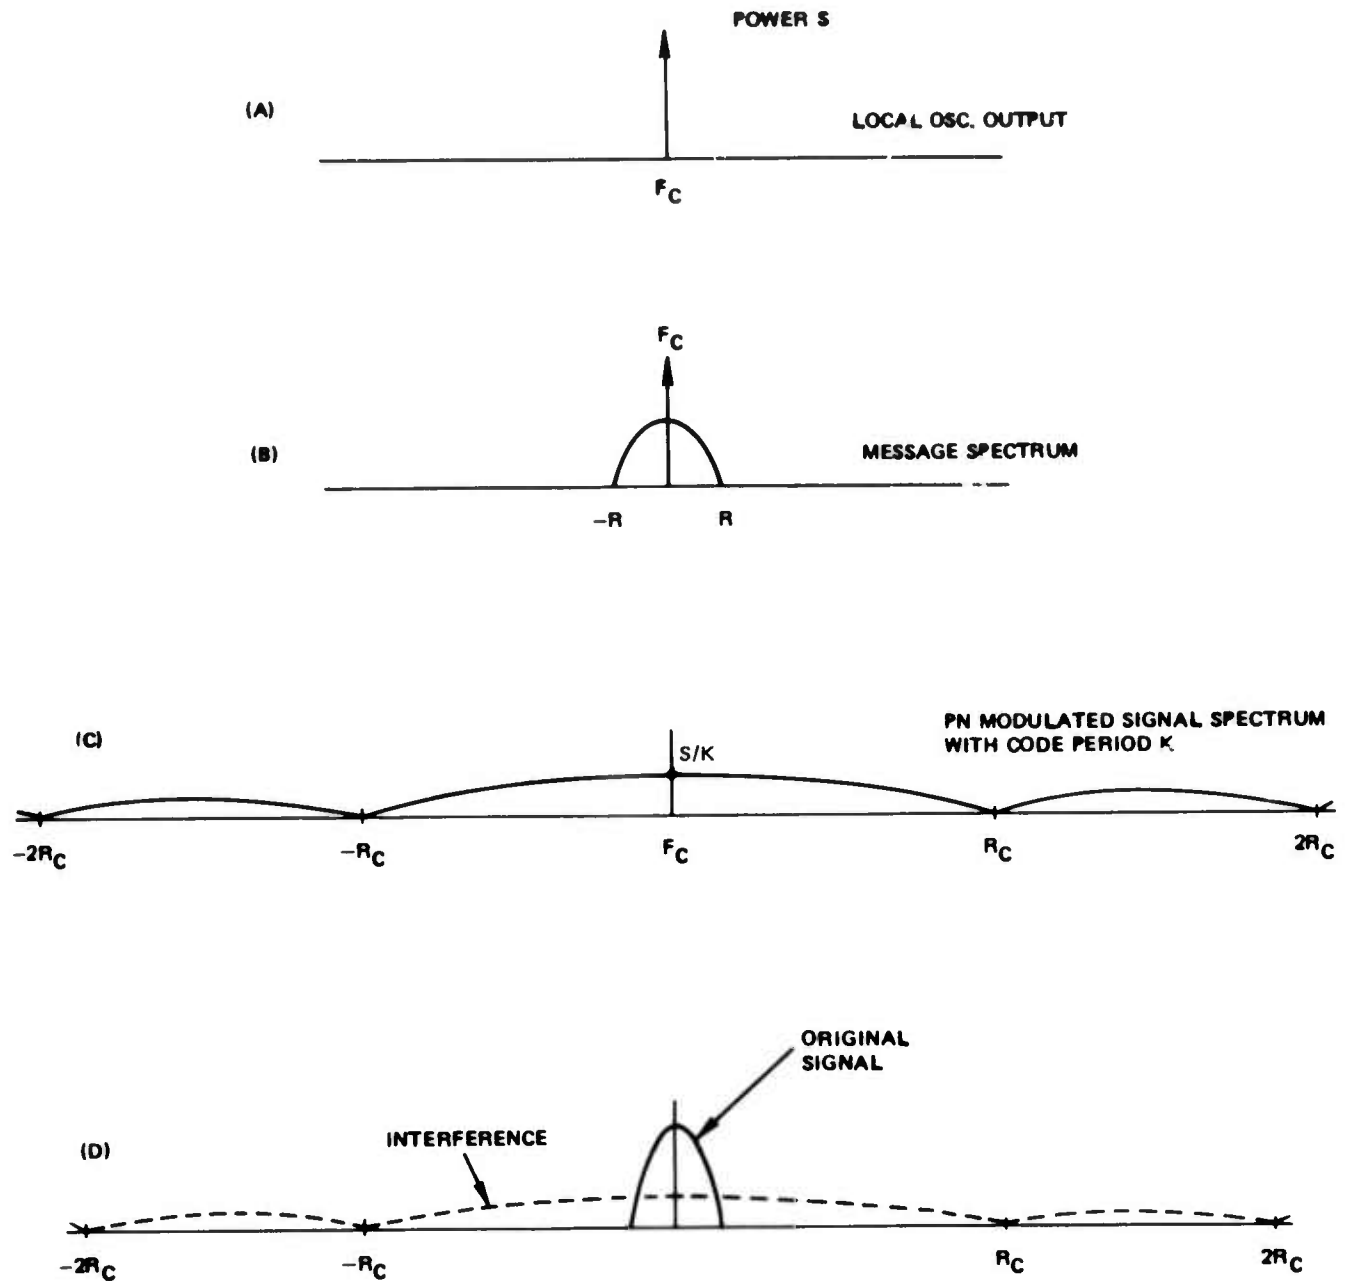 POWER S
(A)
LOCAL OSC. OUTPUT
FC
FC
(B)
MESSAGE SPECTRUM
-R R
(C)
PN MODULATED SIGNAL SPECTRUM
WITH CODE PERIOD K
S/K
-2RC -RC FC RC 2RC
ORIGINAL
SIGNAL
INTERFERENCE
(D)
-2RC -RC RC 2RC